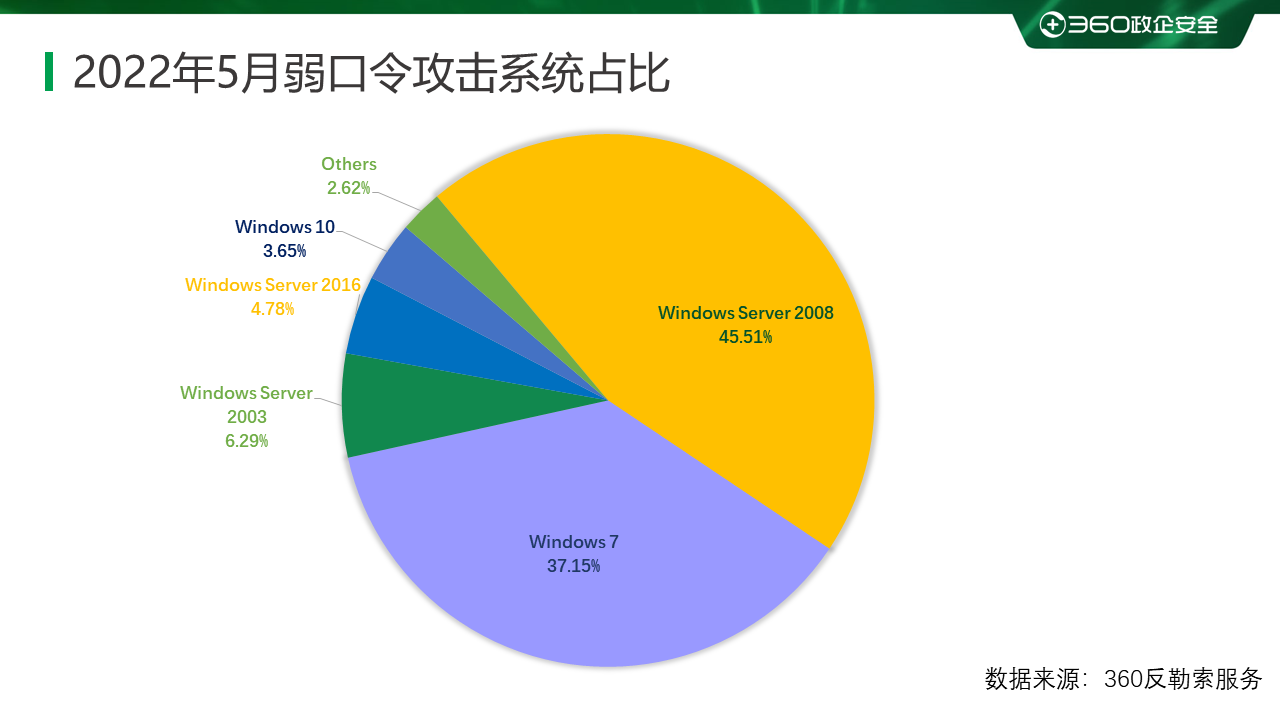 360政企安全
2022年5月弱口令攻击系统占比
Others
2.62%
Windows 10
3.65%
Windows Server 2016
4.78%
Windows Server
2003
6.29%
Windows Server 2008
45.51%
Windows 7
37.15%
数据来源：360反勒索服务